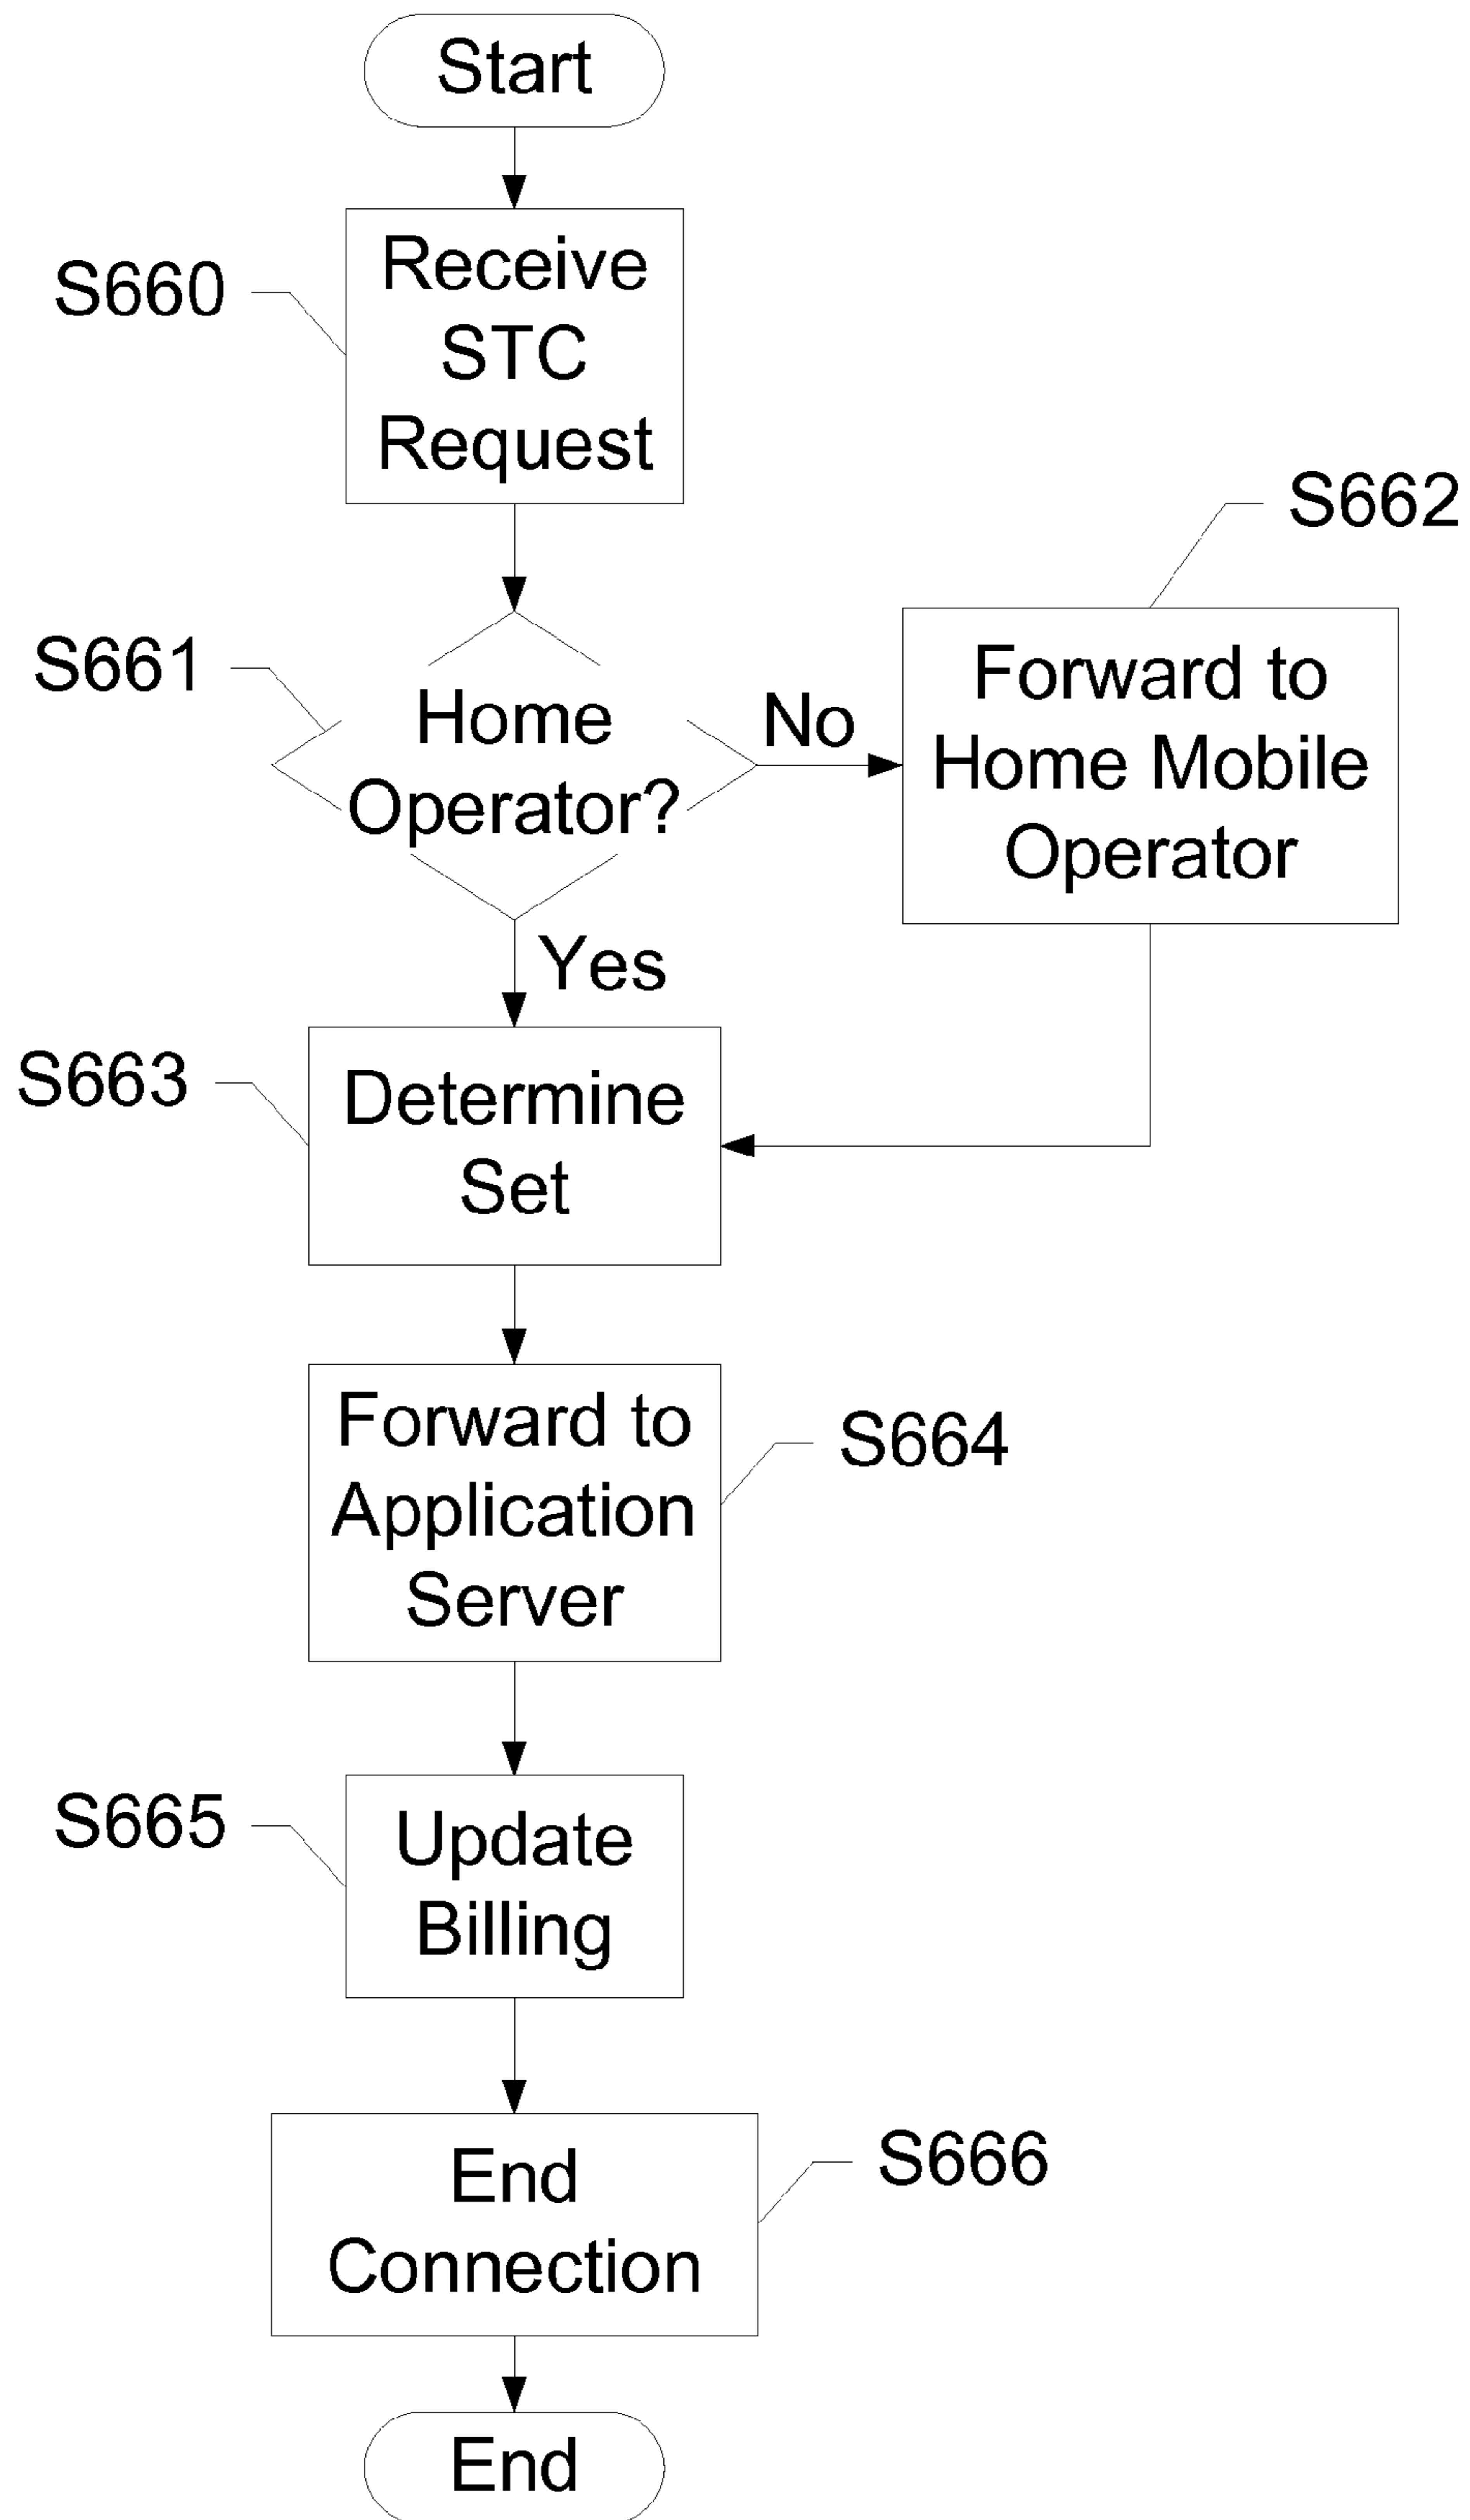 Start
S660
Receive
STC
Request
S662
S661
Home
Operator?
No
Forward to
Home Mobile
Operator
Yes
S663
Determine
Set
Forward to
Application
Server
S664
S665
Update
Billing
End
Connection
S666
End